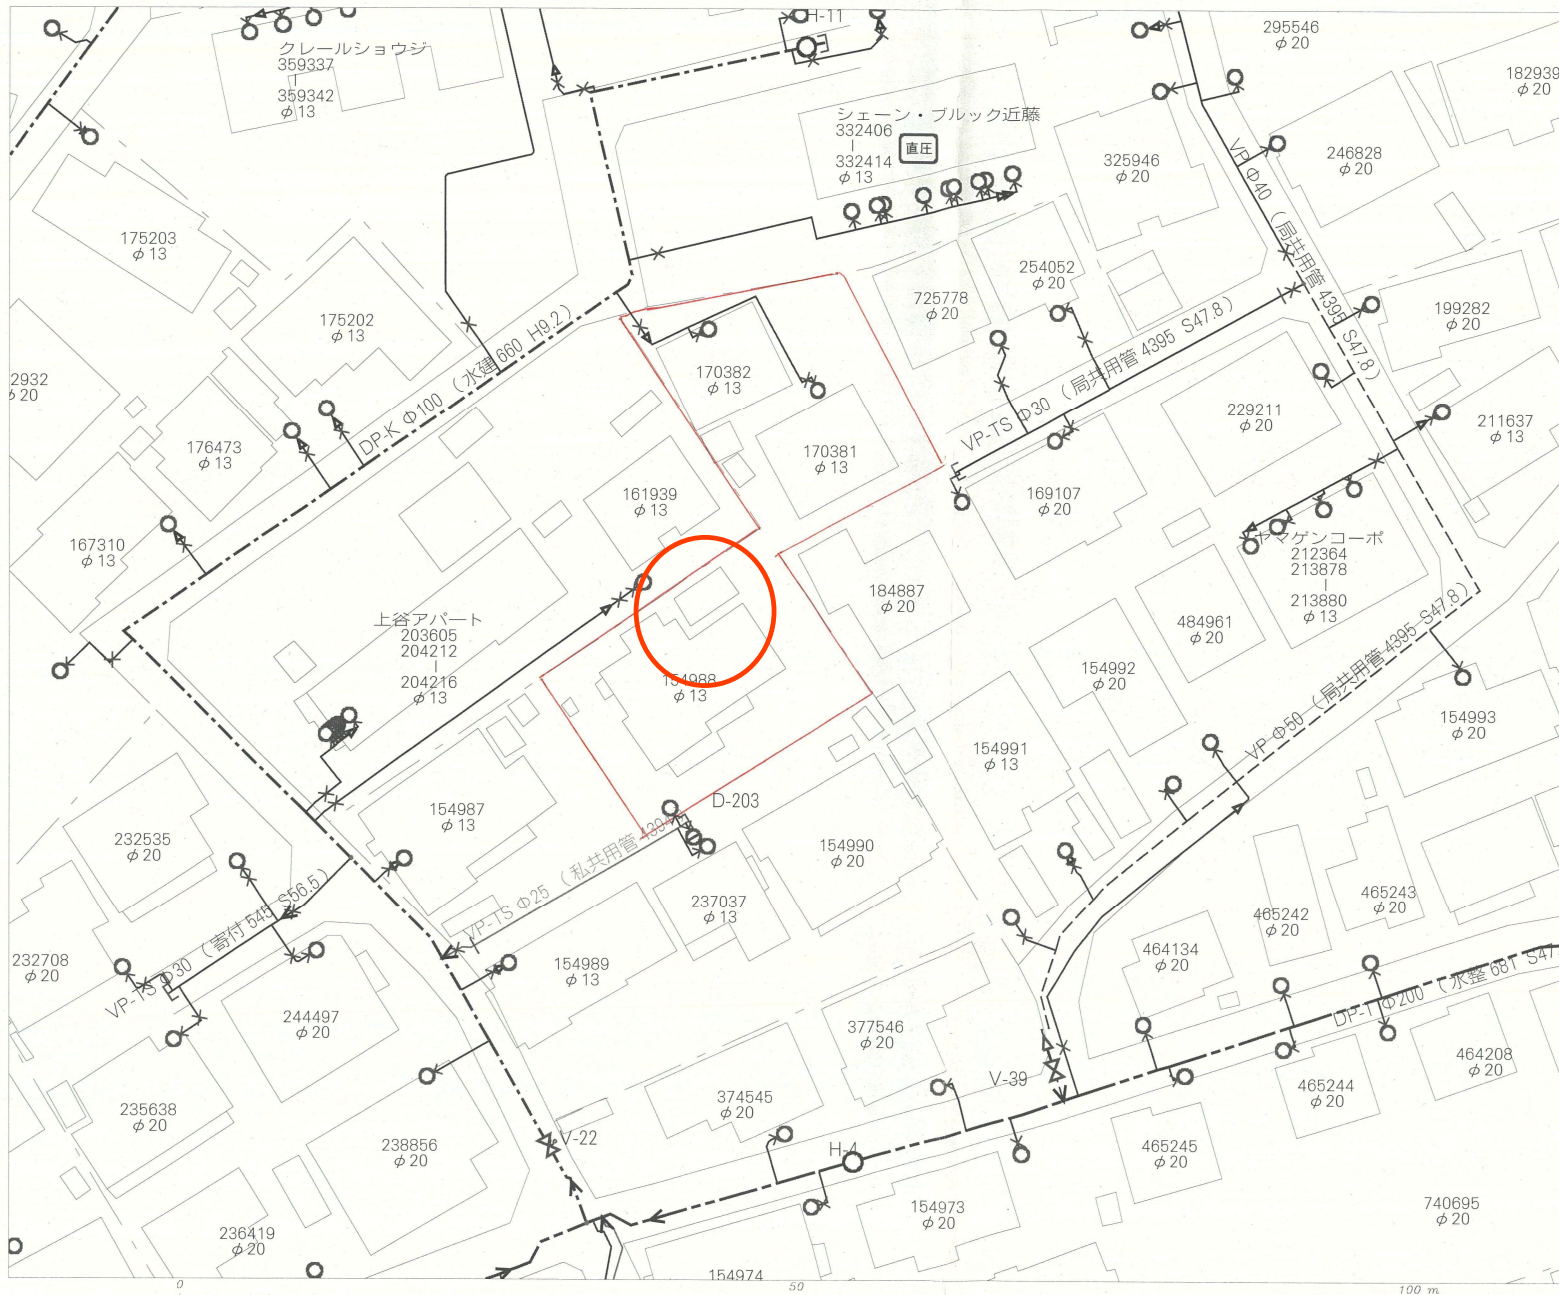 H-11
295546
φ20
クレールショウジ
359337
|
359342
φ13
182939
φ20
シェーン・ブルック近藤
332406
|
332414
φ13
直圧
325946
φ20
246828
φ20
VP Φ40 (局共用管 4395 S47.8)
175203
φ13
254052
φ20
725778
φ20
199282
φ20
175202
φ13
DP-K Φ100 (水建 660 H9.2)
VP-TS Φ30 (局共用管 4395 S47.8)
2932
φ20
170382
φ13
229211
φ20
211637
φ13
176473
φ13
170381
φ13
161939
φ13
169107
φ20
167310
φ13
ヤマゲンコーポ
212364
213878
|
213880
φ13
184887
φ20
484961
φ20
上谷アパート
203605
204212
|
204216
φ13
154988
φ13
154992
φ20
VP Φ50 (局共用管 4395 S47.8)
154993
φ20
154991
φ13
D-203
154987
φ13
232535
φ20
154990
φ20
VP-TS Φ25 (私共用管 4394
237037
φ13
465243
φ20
465242
φ20
VP-TS Φ30 (寄付 545 S56.5)
232708
φ20
154989
φ13
464134
φ20
244497
φ20
377546
φ20
DP-T Φ200 (水整 681 S47
464208
φ20
V-39
465244
φ20
374545
φ20
235638
φ20
238856
φ20
V-22
H-4
465245
φ20
154973
φ20
740695
φ20
236419
φ20
154974
0
50
100 m